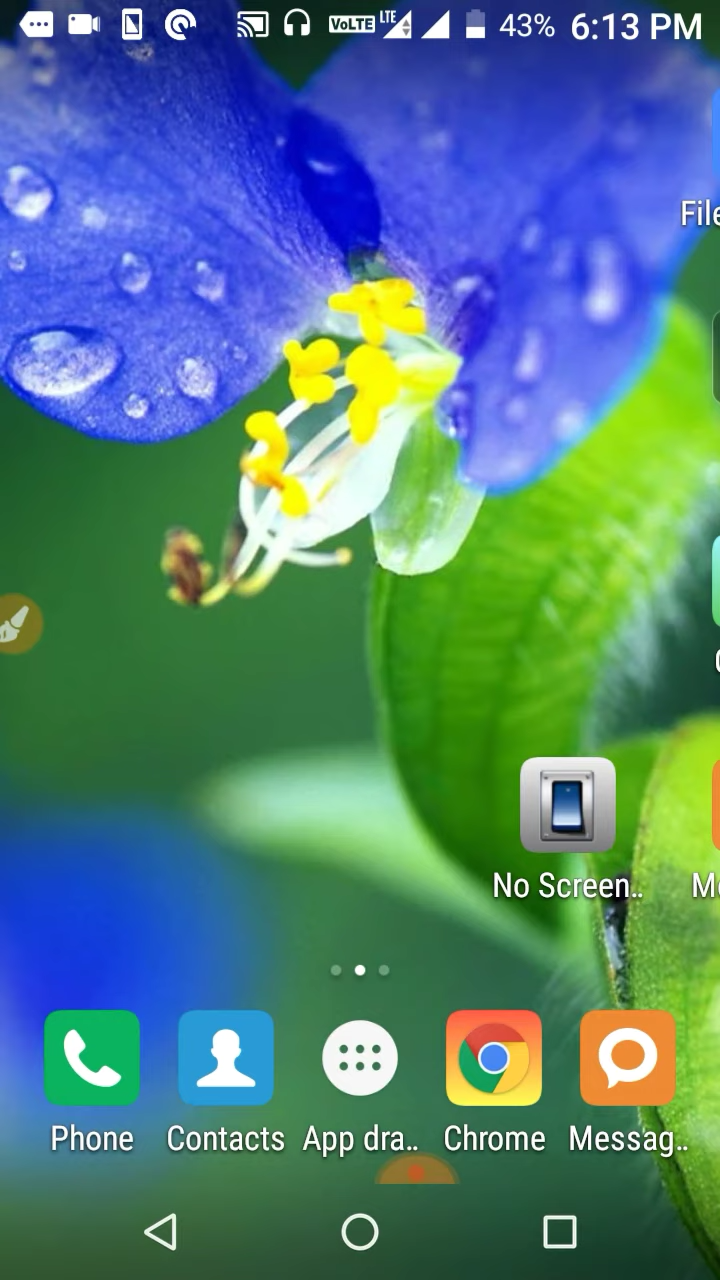 VoLTE LTE 43% 6:13 PM
File
No Screen..
Phone Contacts App dra.. Chrome Messag..